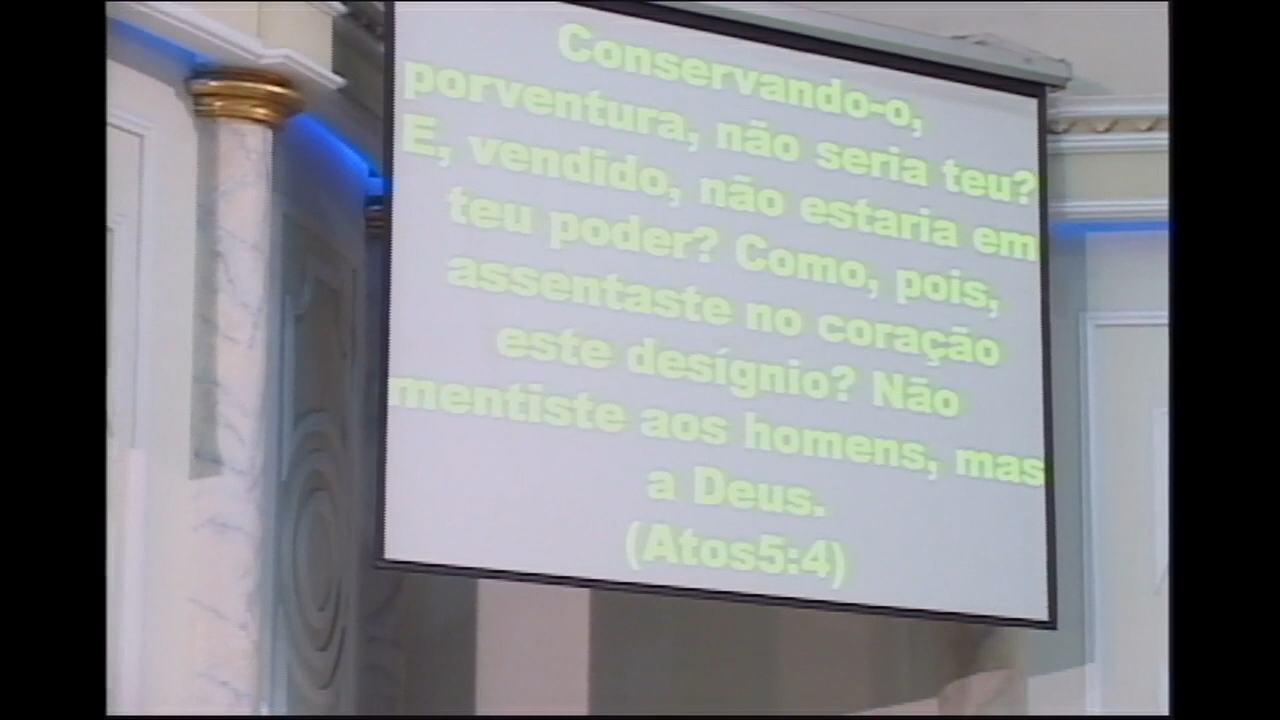 Conservando-o,
porventura, não seria teu?
E, vendido, não estaria em
teu poder? Como, pois,
assentaste no coração
este desígnio? Não
mentiste aos homens, mas
a Deus.
(Atos5:4)